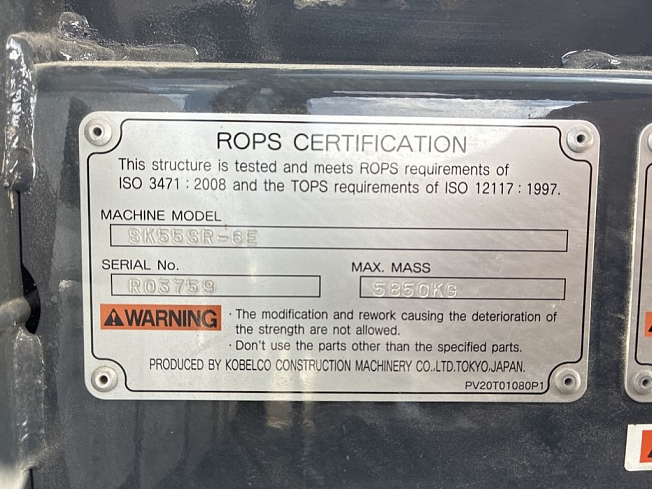 ROPS CERTIFICATION
This structure is tested and meets ROPS requirements of
ISO 3471 : 2008 and the TOPS requirements of ISO 12117 : 1997.
MACHINE MODEL
SK55SR-6E
SERIAL No. MAX. MASS
R03759 5850KG
WARNING · The modification and rework causing the deterioration of
the strength are not allowed.
· Don't use the parts other than the specified parts.
PRODUCED BY KOBELCO CONSTRUCTION MACHINERY CO.,LTD.TOKYO.JAPAN.
PV20T01080P1